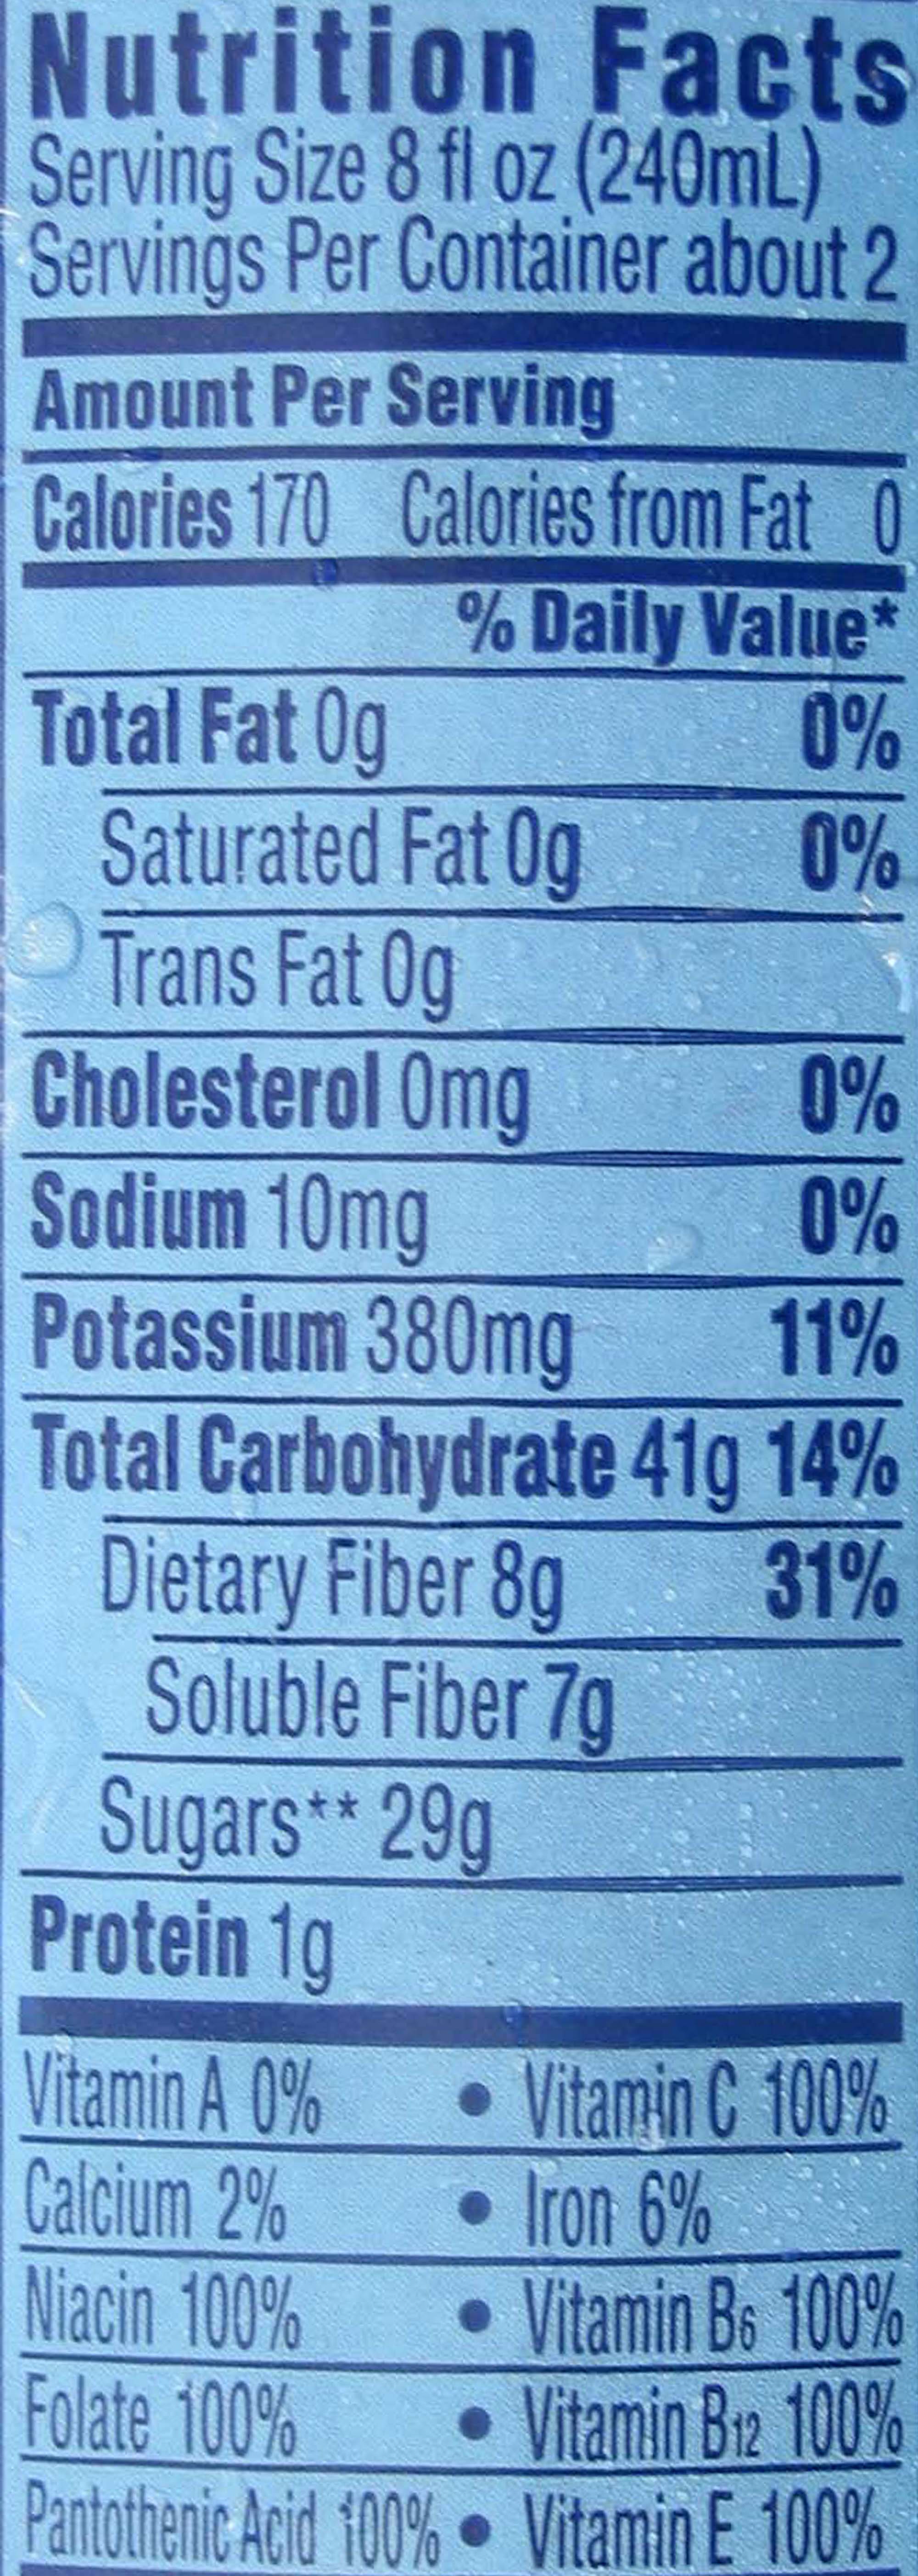 Nutrition Facts
Serving Size 8 fl oz (240mL)
Servings Per Container about 2
Amount Per Serving
Calories 170 Calories from Fat 0
% Daily Value*
Total Fat 0g 0%
Saturated Fat 0g 0%
Trans Fat 0g
Cholesterol 0mg 0%
Sodium 10mg 0%
Potassium 380mg 11%
Total Carbohydrate 41g 14%
Dietary Fiber 8g 31%
Soluble Fiber 7g
Sugars** 29g
Protein 1g
Vitamin A 0% • Vitamin C 100%
Calcium 2% • Iron 6%
Niacin 100% • Vitamin B6 100%
Folate 100% • Vitamin B12 100%
Pantothenic Acid 100% • Vitamin E 100%